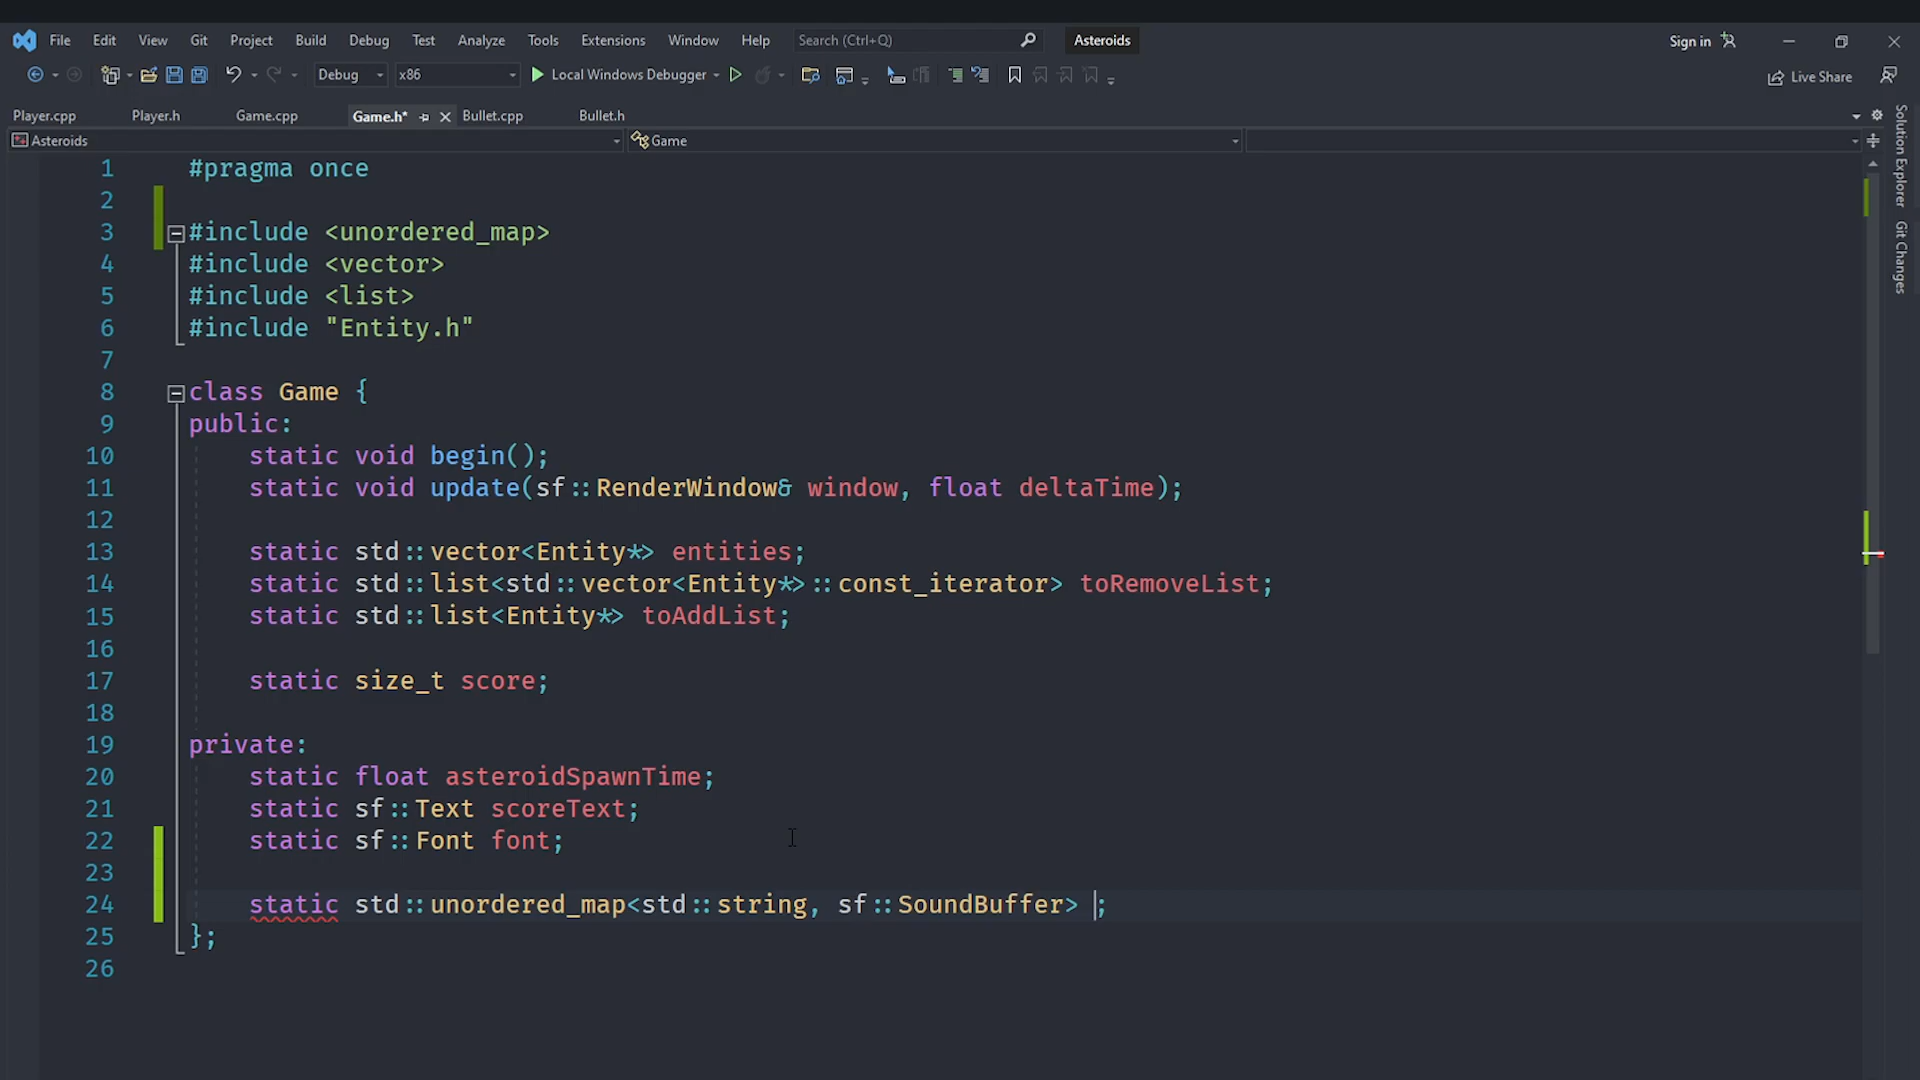 File Edit View Git Project Build Debug Test Analyze Tools Extensions Window Help Search (Ctrl+Q) Asteroids Sign in
Debug x86 Local Windows Debugger Live Share
Player.cpp Player.h Game.cpp Game.h* Bullet.cpp Bullet.h
Asteroids Game
1 #pragma once
2
3 #include <unordered_map>
4 #include <vector>
5 #include <list>
6 #include "Entity.h"
7
8 class Game {
9 public:
10 static void begin();
11 static void update(sf::RenderWindow& window, float deltaTime);
12
13 static std::vector<Entity*> entities;
14 static std::list<std::vector<Entity*>::const_iterator> toRemoveList;
15 static std::list<Entity*> toAddList;
16
17 static size_t score;
18
19 private:
20 static float asteroidSpawnTime;
21 static sf::Text scoreText;
22 static sf::Font font;
23
24 static std::unordered_map<std::string, sf::SoundBuffer> ;
25 };
26
Solution Explorer
Git Changes